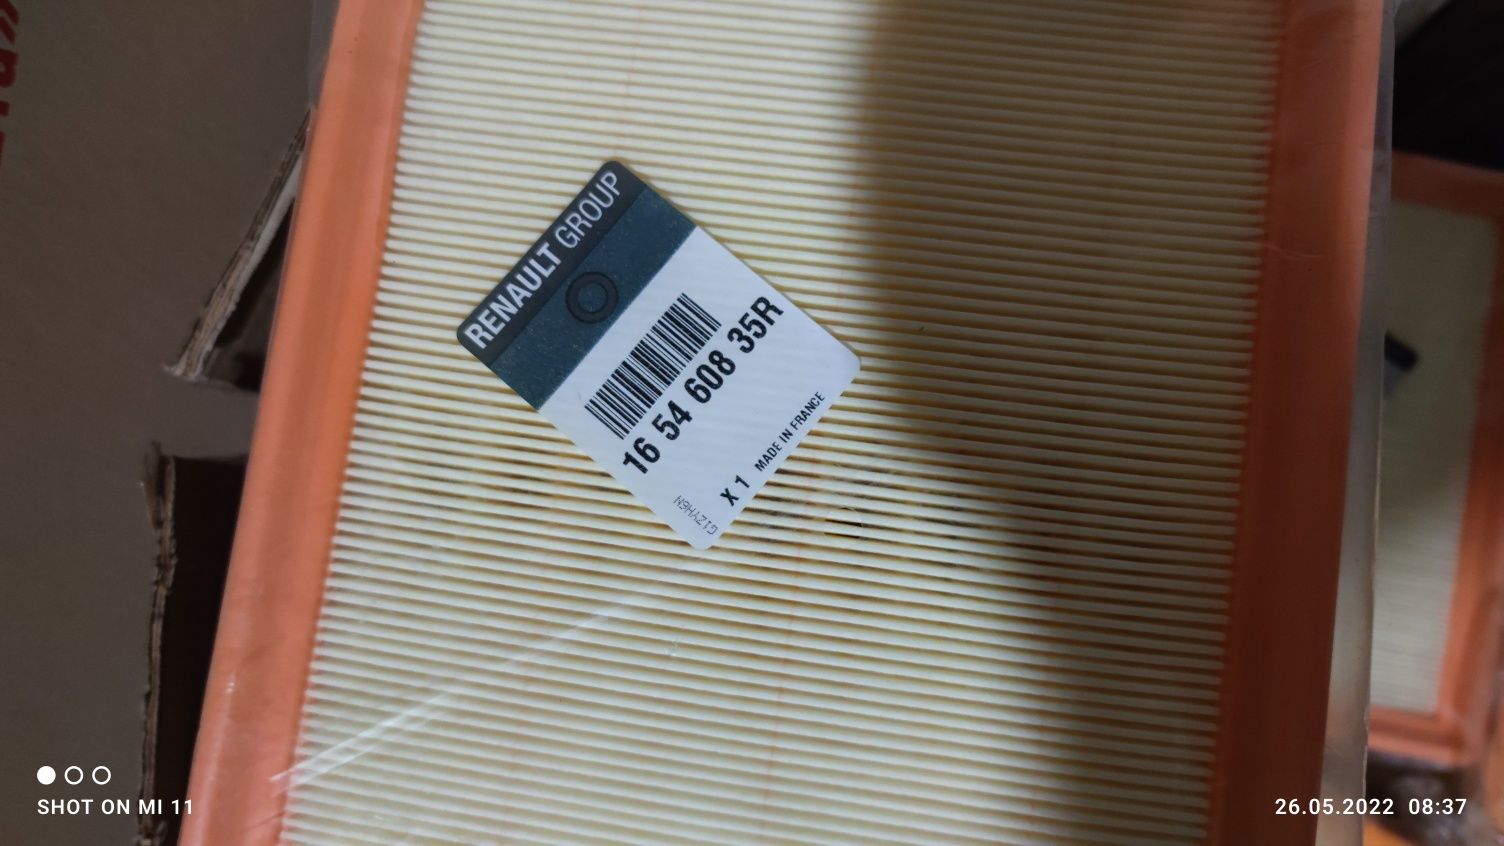 RENAULT GROUP
16 54 608 35R
X 1 MADE IN FRANCE
G1ZYH6N
SHOT ON MI 11
26.05.2022 08:37